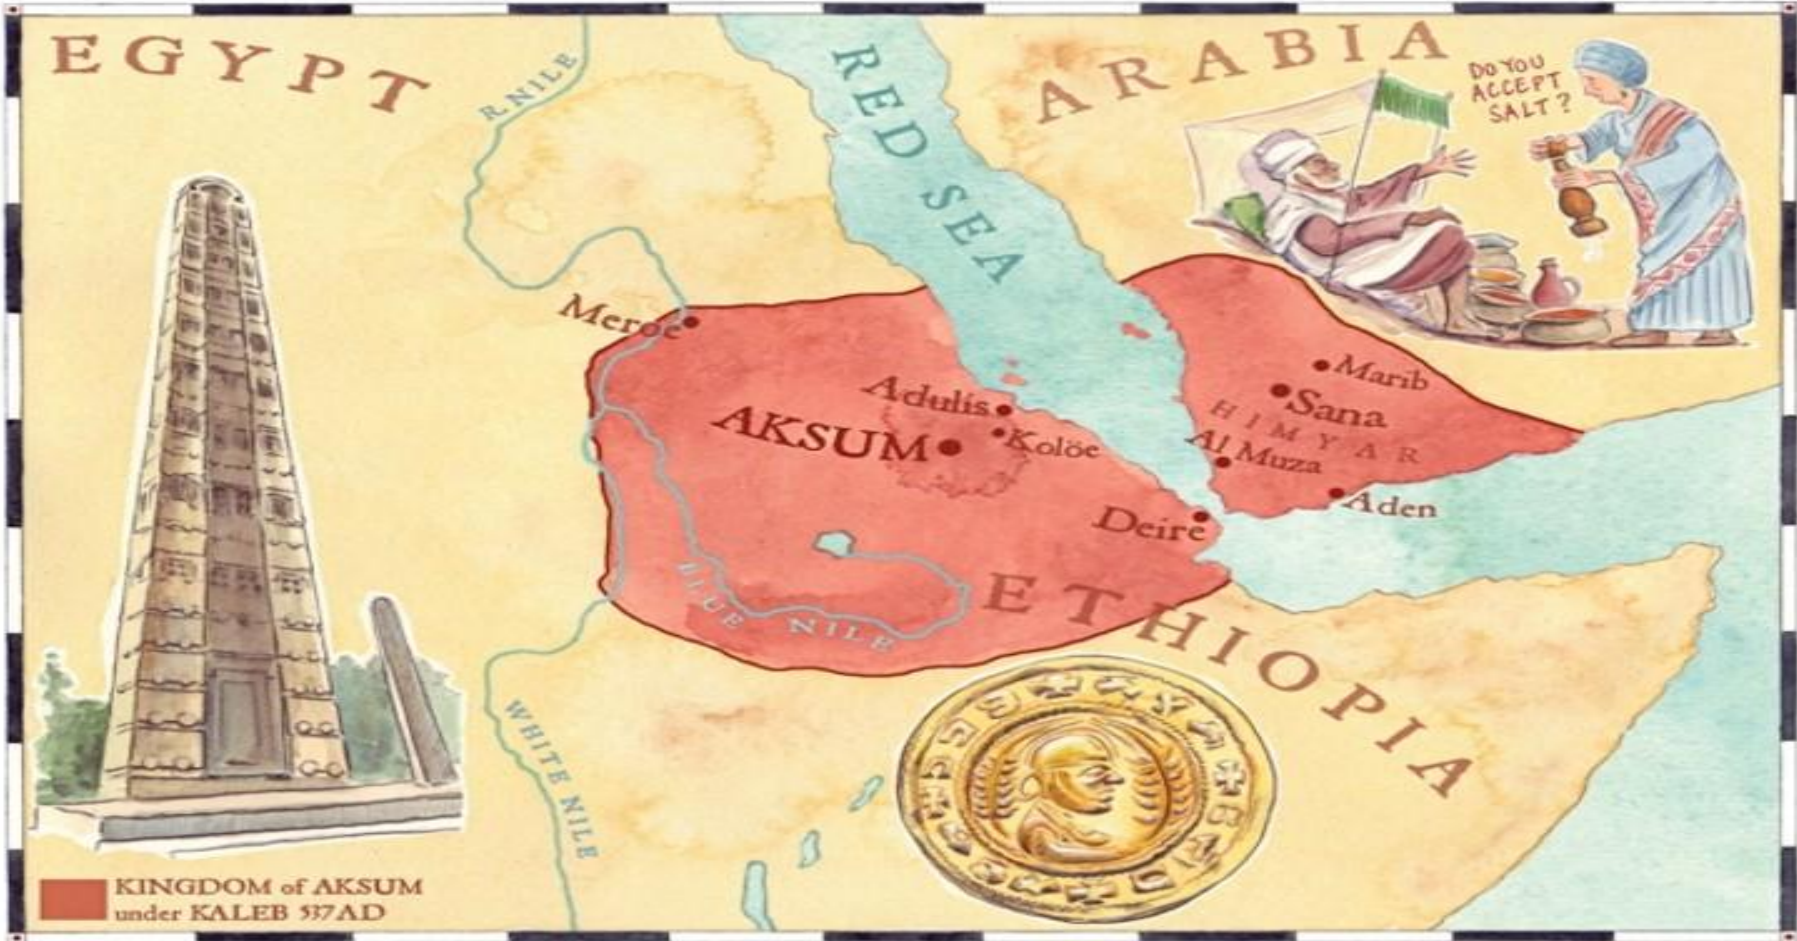 EGYPT
R. NILE
RED SEA
ARABIA
DO YOU
ACCEPT
SALT?
Meroe
Adulis
AKSUM
Kolöe
Marib
Sana
HIMYAR
Al Muza
Aden
Deire
ETHIOPIA
BLUE NILE
WHITE NILE
KINGDOM of AKSUM
under KALEB 537AD